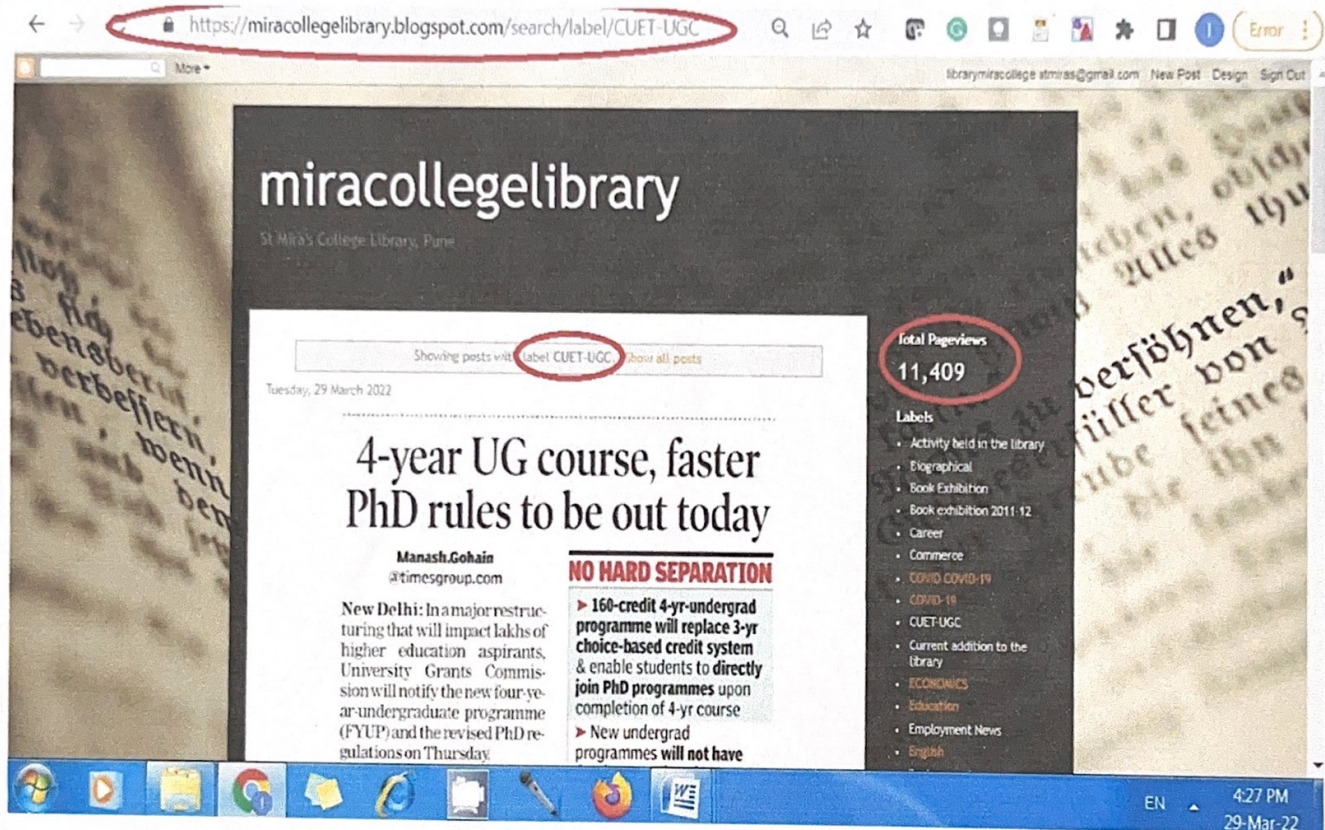 https://miracollegelibrary.blogspot.com/search/label/CUET-UGC
Error
More
librarymiracollege stmiras@gmail.com New Post Design Sign Out
miracollegelibrary
St Mira's College Library, Pune
Showing posts with label CUET-UGC. Show all posts
Tuesday, 29 March 2022
4-year UG course, faster
PhD rules to be out today
Manash.Gohain
@timesgroup.com
New Delhi: In a major restruc-
turing that will impact lakhs of
higher education aspirants,
University Grants Commis-
sion will notify the new four-ye-
ar-undergraduate programme
(FYUP) and the revised PhD re-
gulations on Thursday.
NO HARD SEPARATION
➤ 160-credit 4-yr-undergrad
programme will replace 3-yr
choice-based credit system
& enable students to directly
join PhD programmes upon
completion of 4-yr course
➤ New undergrad
programmes will not have
Total Pageviews
11,409
Labels
• Activity held in the library
• Biographical
• Book Exhibition
• Book exhibition 2011-12
• Career
• Commerce
• COVID COVID-19
• COVID-19
• CUET-UGC
• Current addition to the
library
• ECONOMICS
• Education
• Employment News
• English
verbessern,
wenn
Alles
versöhnen,“
von
seines
ihn
EN
4:27 PM
29-Mar-22